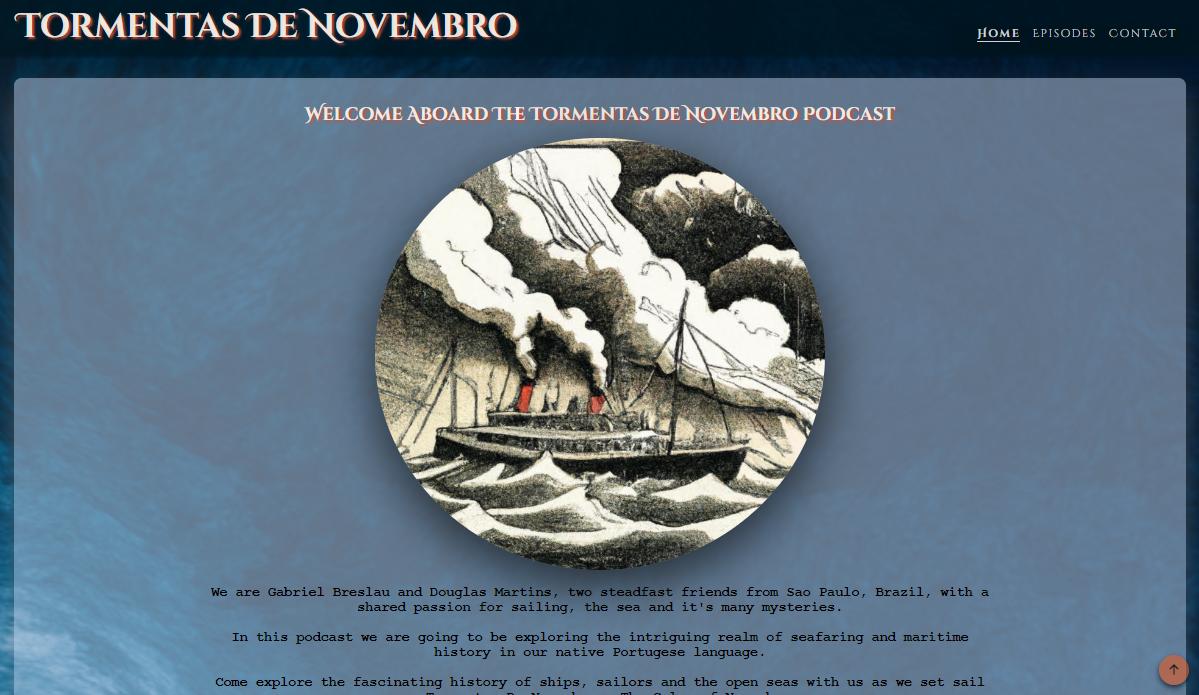 Tormentas De Novembro
Home Episodes Contact
Welcome Aboard The Tormentas De Novembro Podcast
We are Gabriel Breslau and Douglas Martins, two steadfast friends from Sao Paulo, Brazil, with a
shared passion for sailing, the sea and it's many mysteries.
In this podcast we are going to be exploring the intriguing realm of seafaring and maritime
history in our native Portugese language.
Come explore the fascinating history of ships, sailors and the open seas with us as we set sail